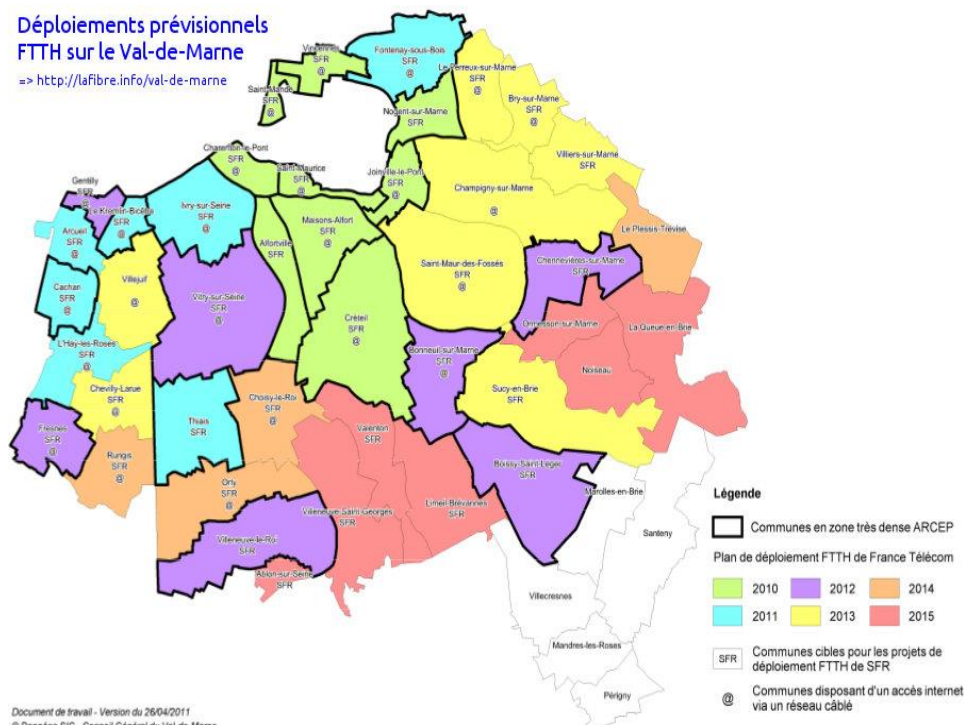 Déploiements prévisionnels
FTTH sur le Val-de-Marne
=> http://lafibre.info/val-de-marne
Vincennes
SFR
@
Fontenay-sous-Bois
SFR
@
Le Perreux-sur-Marne
SFR
@
Saint-Mandé
SFR
@
Bry-sur-Marne
SFR
@
Nogent-sur-Marne
SFR
Charenton-le-Pont
SFR
@
Villiers-sur-Marne
SFR
@
Saint-Maurice
SFR
@
Joinville-le-Pont
SFR
@
Gentilly
SFR
@
Champigny-sur-Marne
SFR
@
Le Kremlin-Bicêtre
SFR
@
Ivry-sur-Seine
SFR
@
Maisons-Alfort
SFR
@
Arcueil
SFR
@
Alfortville
SFR
Le Plessis-Trévise
Saint-Maur-des-Fossés
SFR
@
Chennevières-sur-Marne
SFR
Villejuif
@
Cachan
SFR
@
Vitry-sur-Seine
SFR
@
Créteil
SFR
@
Ormesson-sur-Marne
La Queue-en-Brie
L'Hay-les-Roses
SFR
@
Bonneuil-sur-Marne
SFR
@
Noiseau
Chevilly-Larue
SFR
@
Sucy-en-Brie
SFR
Choisy-le-Roi
SFR
@
Thiais
SFR
Fresnes
SFR
@
Valenton
SFR
Rungis
SFR
@
Boissy-Saint-Léger
SFR
Orly
@
Marolles-en-Brie
Villeneuve-Saint-Georges
SFR
Limeil-Brévannes
SFR
Santeny
Villeneuve-le-Roi
SFR
Ablon-sur-Seine
SFR
Villecresnes
Mandres-les-Roses
Périgny
Légende
Communes en zone très dense ARCEP
Plan de déploiement FTTH de France Télécom
2010 2012 2014
2011 2013 2015
SFR Communes cibles pour les projets de
déploiement FTTH de SFR
@ Communes disposant d'un accès internet
via un réseau câblé
Document de travail - Version du 26/04/2011
© Données SIG - Conseil Général du Val-de-Marne